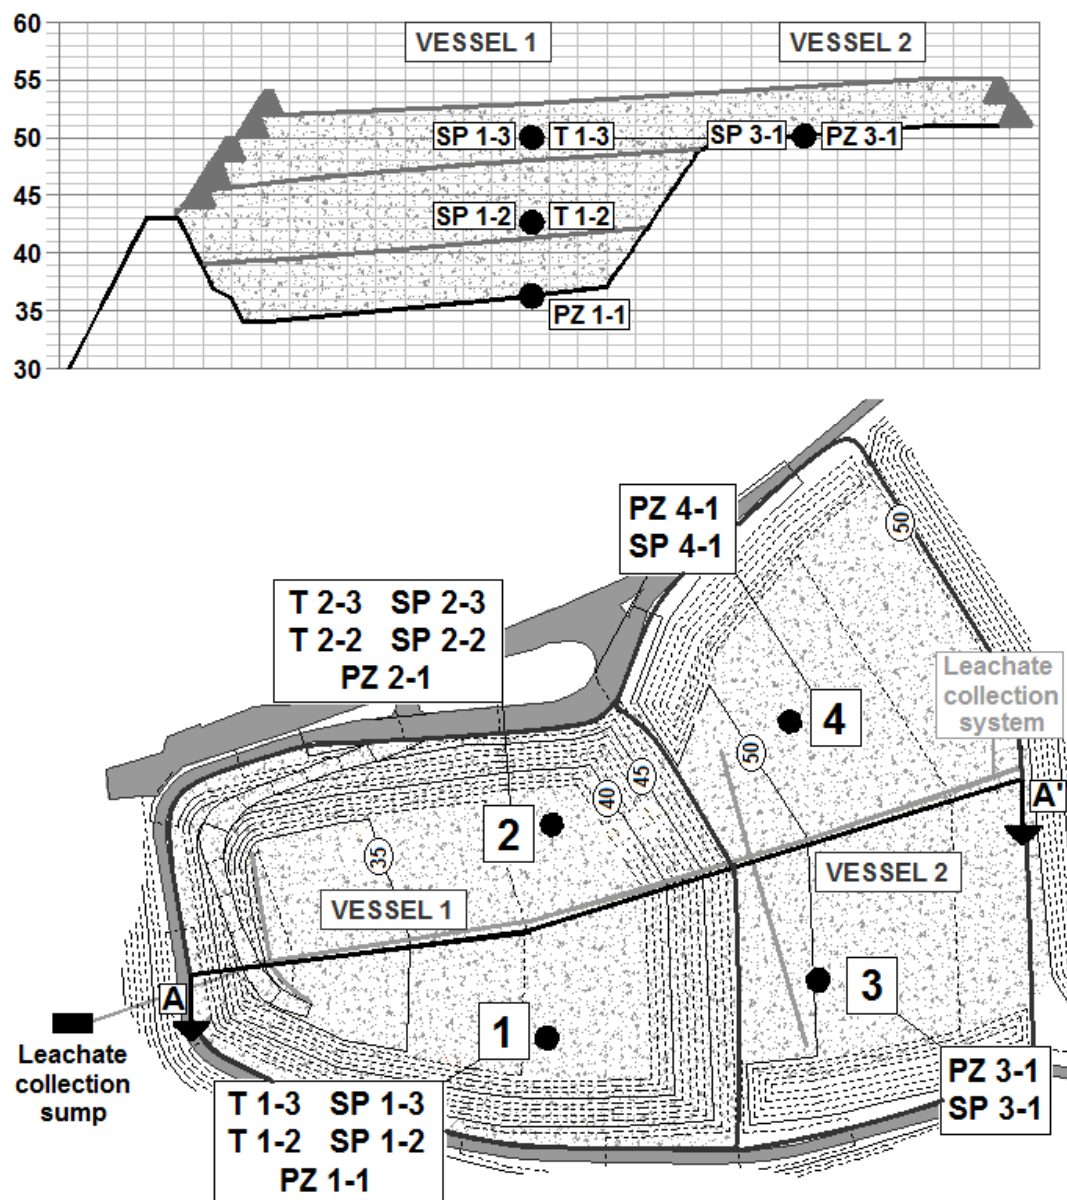 60
VESSEL 1
VESSEL 2
55
50
SP 1-3
T 1-3
SP 3-1
PZ 3-1
45
SP 1-2
T 1-2
40
35
PZ 1-1
30
PZ 4-1
SP 4-1
50
T 2-3 SP 2-3
T 2-2 SP 2-2
PZ 2-1
Leachate
collection
system
4
50
45
40
A'
2
35
VESSEL 2
VESSEL 1
3
A
1
Leachate
collection
sump
PZ 3-1
SP 3-1
T 1-3 SP 1-3
T 1-2 SP 1-2
PZ 1-1